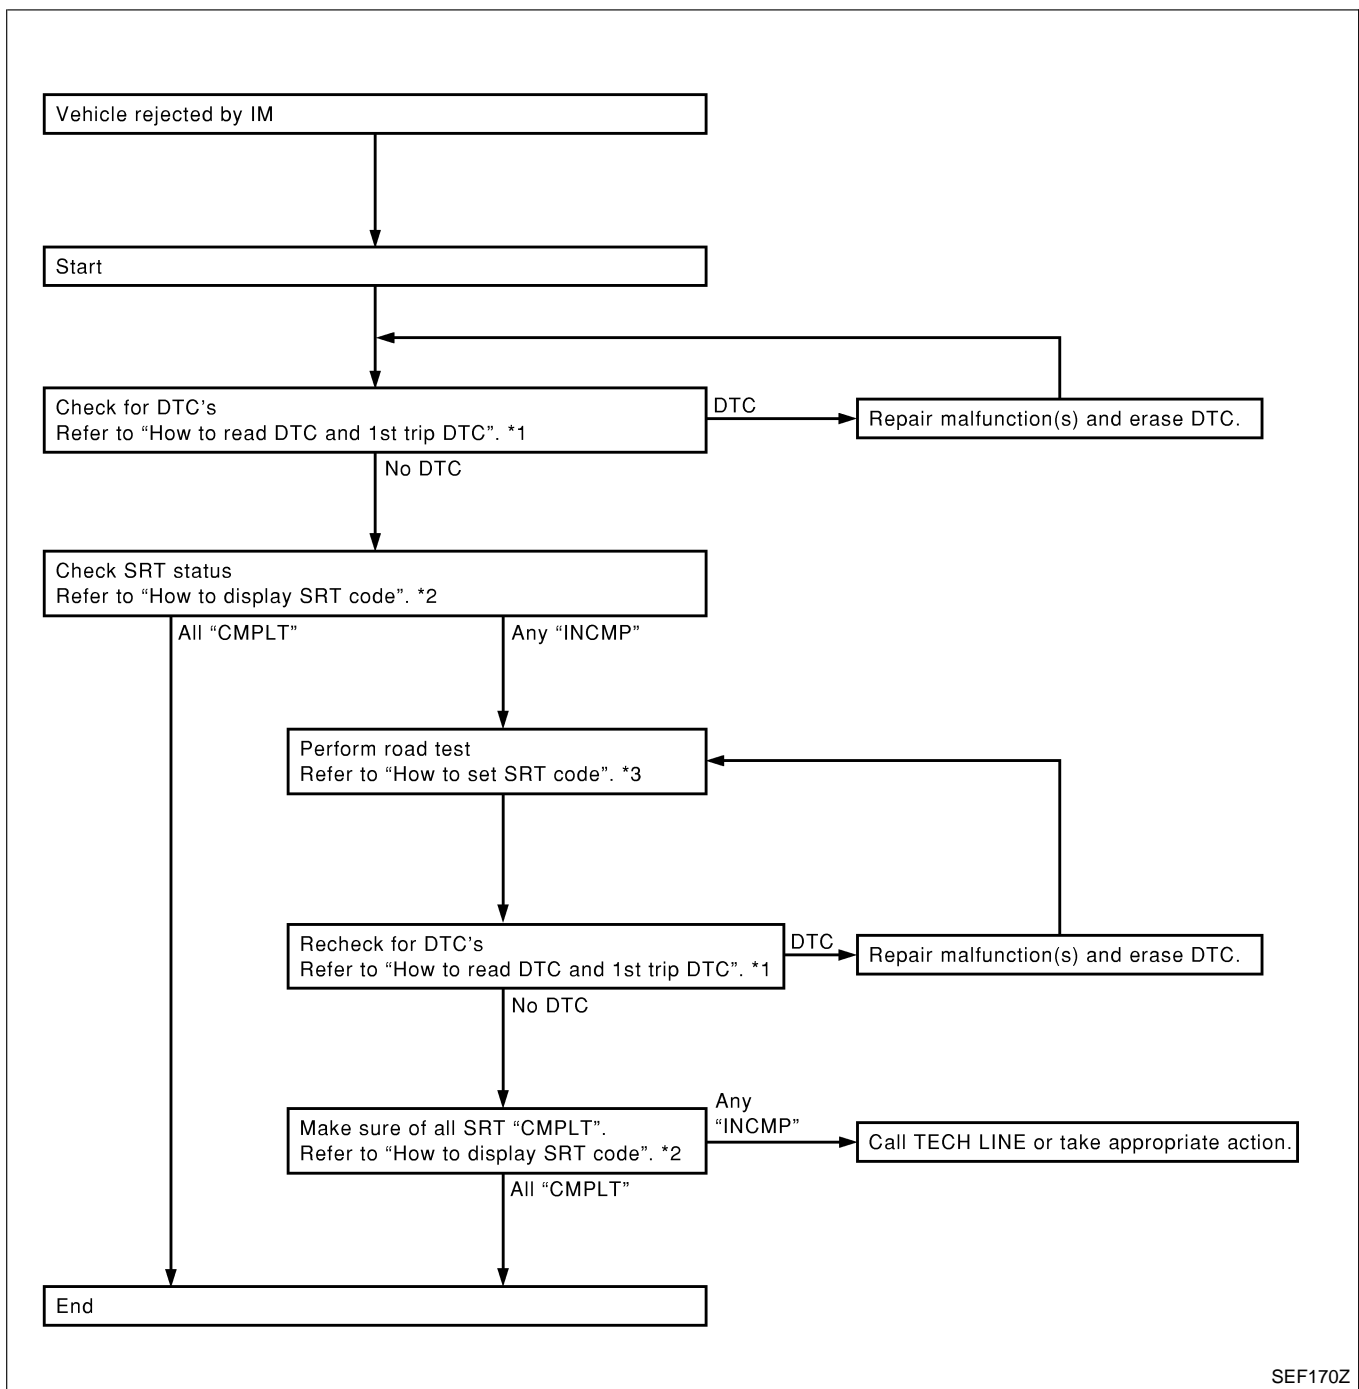 Vehicle rejected by IM
Start
Check for DTC's
Refer to “How to read DTC and 1st trip DTC”. *1
DTC
Repair malfunction(s) and erase DTC.
No DTC
Check SRT status
Refer to “How to display SRT code”. *2
All “CMPLT”
Any “INCMP”
Perform road test
Refer to “How to set SRT code”. *3
Recheck for DTC's
Refer to “How to read DTC and 1st trip DTC”. *1
DTC
Repair malfunction(s) and erase DTC.
No DTC
Make sure of all SRT “CMPLT”.
Refer to “How to display SRT code”. *2
Any
“INCMP”
Call TECH LINE or take appropriate action.
All “CMPLT”
End
SEF170Z